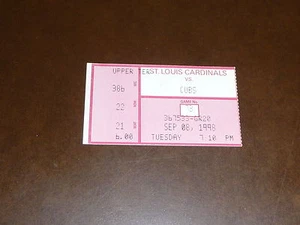 UPPER
306
22
21
6.00
EAST LOUIS CARDINALS
VS.
CUBS
GAME No
SEP 08, 1998
TUESDAY 7 10 PM